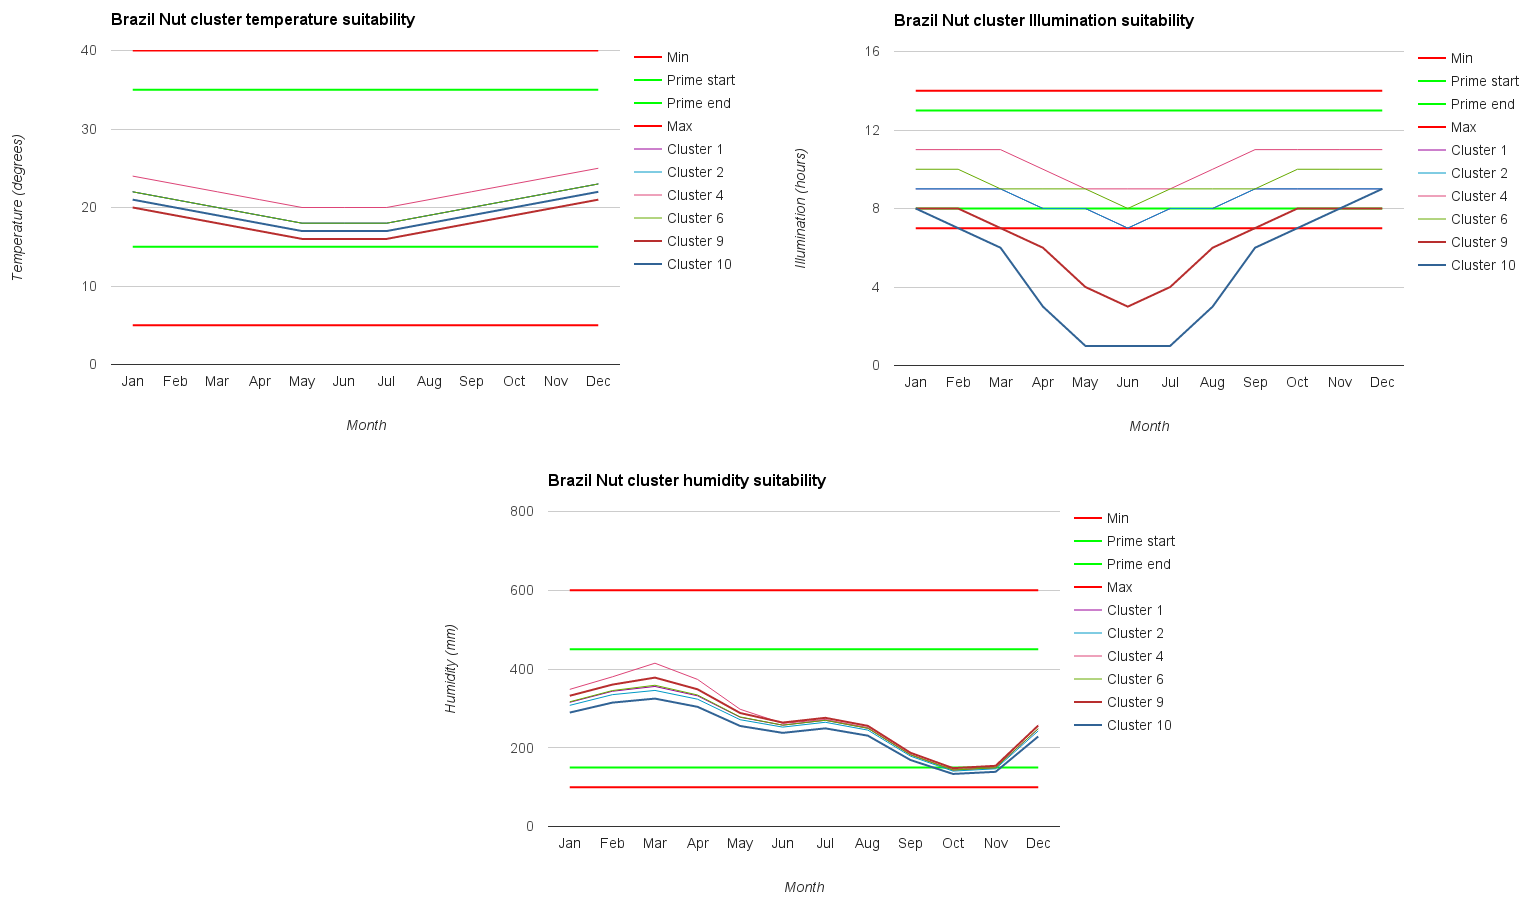 Brazil Nut cluster temperature suitability
40
30
20
10
0
Temperature (degrees)
Jan Feb Mar Apr May Jun Jul Aug Sep Oct Nov Dec
Month
Min
Prime start
Prime end
Max
Cluster 1
Cluster 2
Cluster 4
Cluster 6
Cluster 9
Cluster 10
Brazil Nut cluster Illumination suitability
16
12
8
4
0
Illumination (hours)
Jan Feb Mar Apr May Jun Jul Aug Sep Oct Nov Dec
Month
Min
Prime start
Prime end
Max
Cluster 1
Cluster 2
Cluster 4
Cluster 6
Cluster 9
Cluster 10
Brazil Nut cluster humidity suitability
800
600
400
200
0
Humidity (mm)
Jan Feb Mar Apr May Jun Jul Aug Sep Oct Nov Dec
Month
Min
Prime start
Prime end
Max
Cluster 1
Cluster 2
Cluster 4
Cluster 6
Cluster 9
Cluster 10